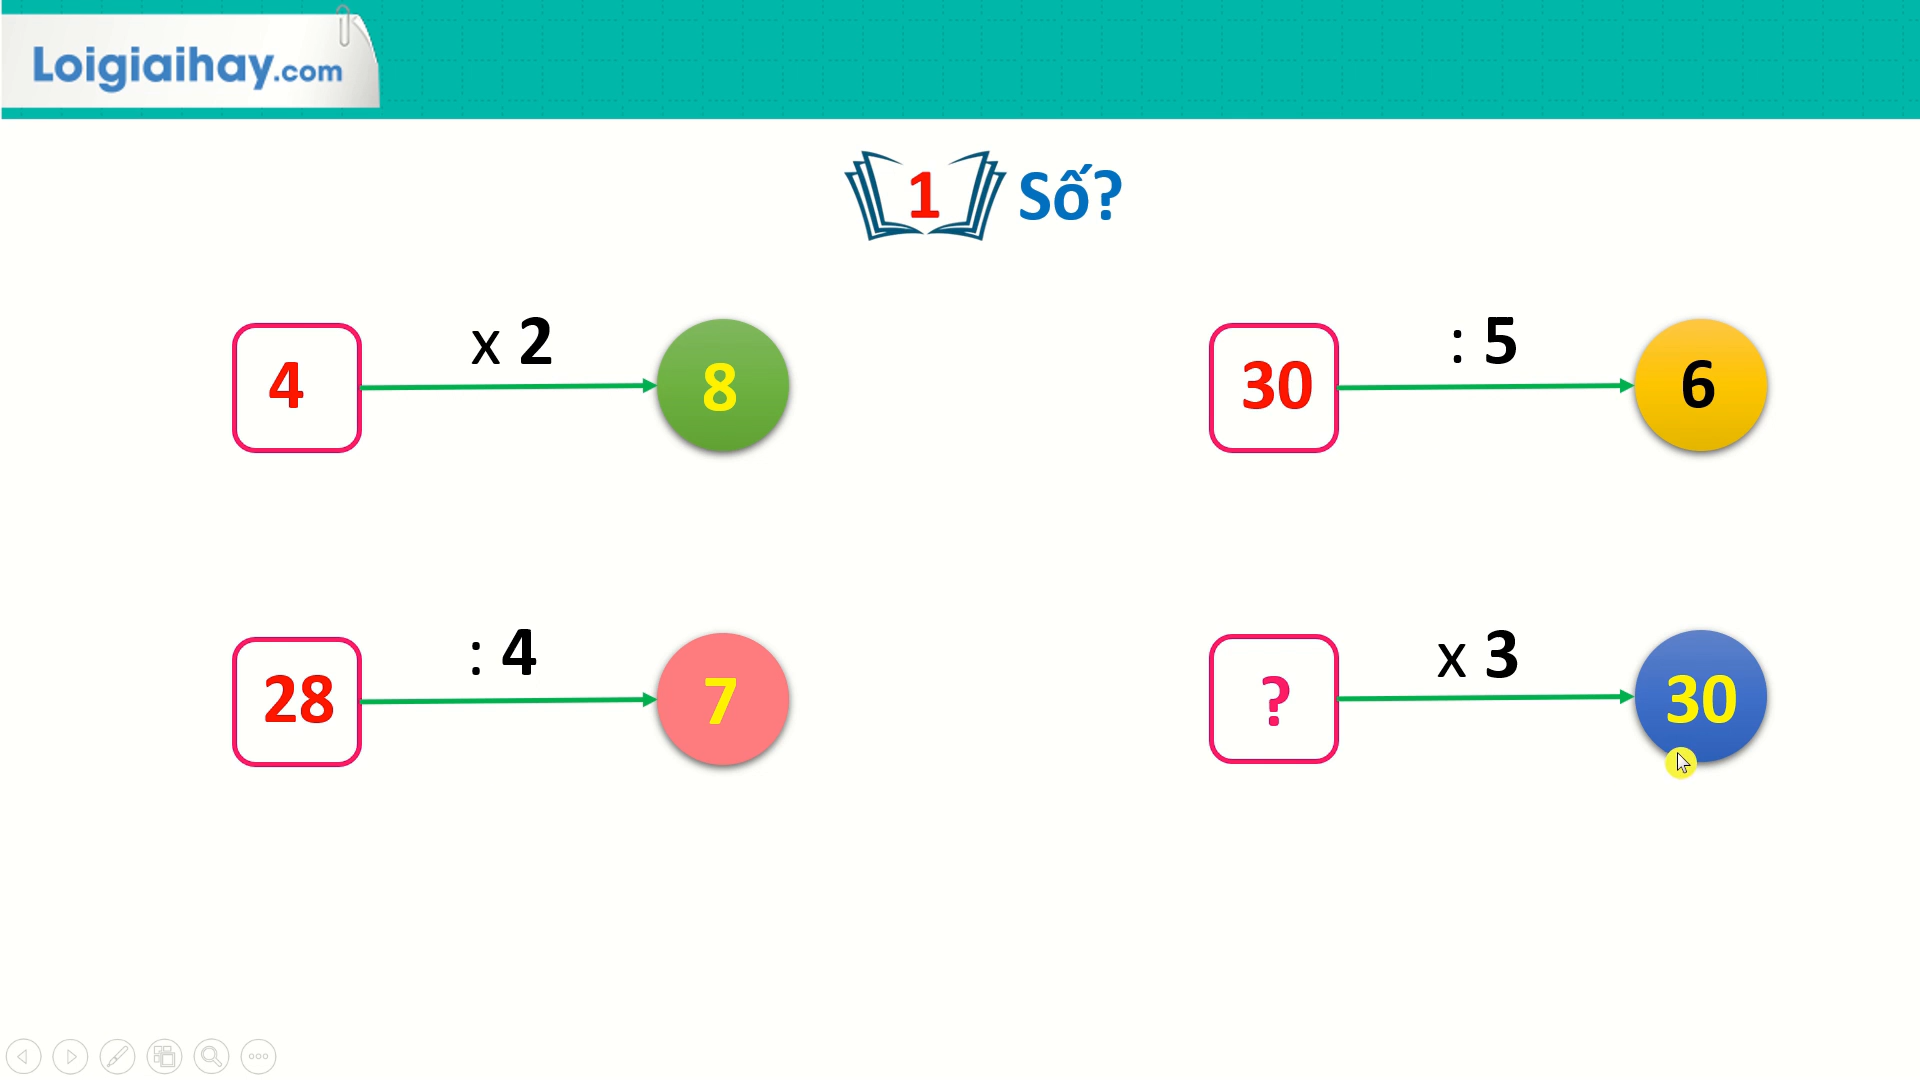 Loigiaihay.com
1 Số?
4 x 2 8
30 : 5 6
28 : 4 7
? x 3 30